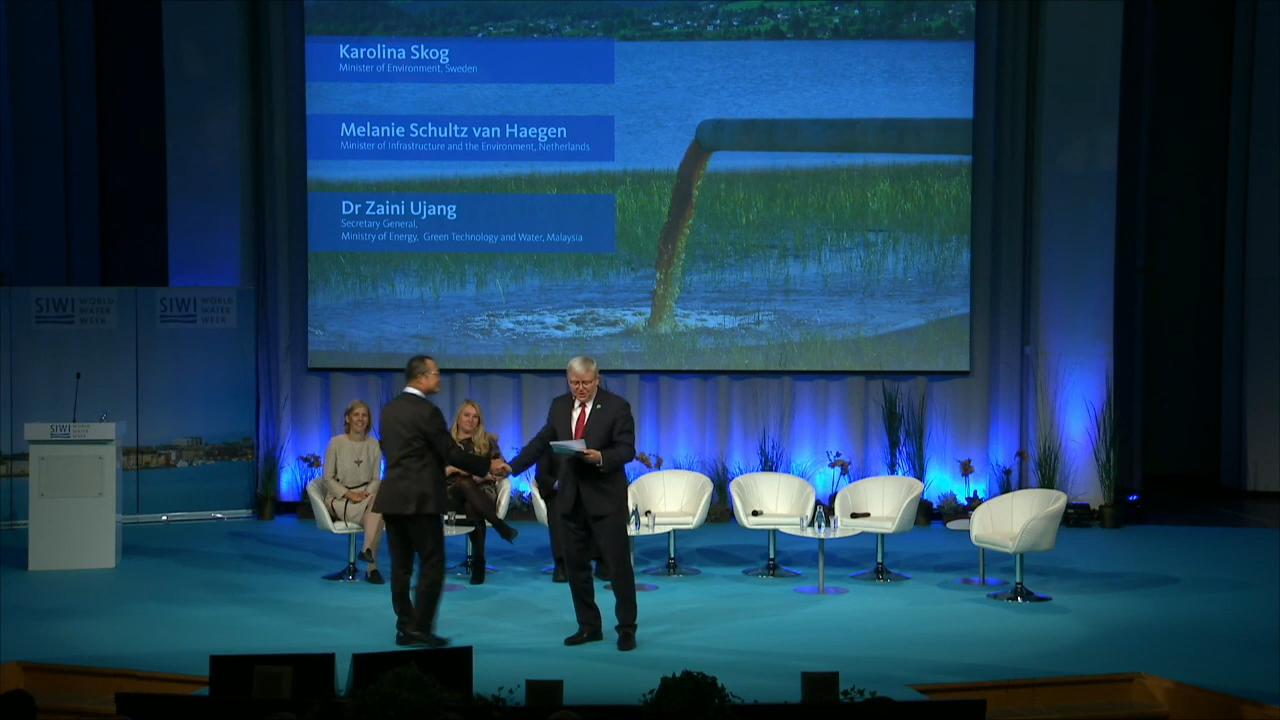 Karolina Skog
Minister of Environment, Sweden
Melanie Schultz van Haegen
Minister of Infrastructure and the Environment, Netherlands
Dr Zaini Ujang
Secretary General,
Ministry of Energy, Green Technology and Water, Malaysia
SIWI WORLD WATER WEEK
SIWI WORLD WATER WEEK
SIWI